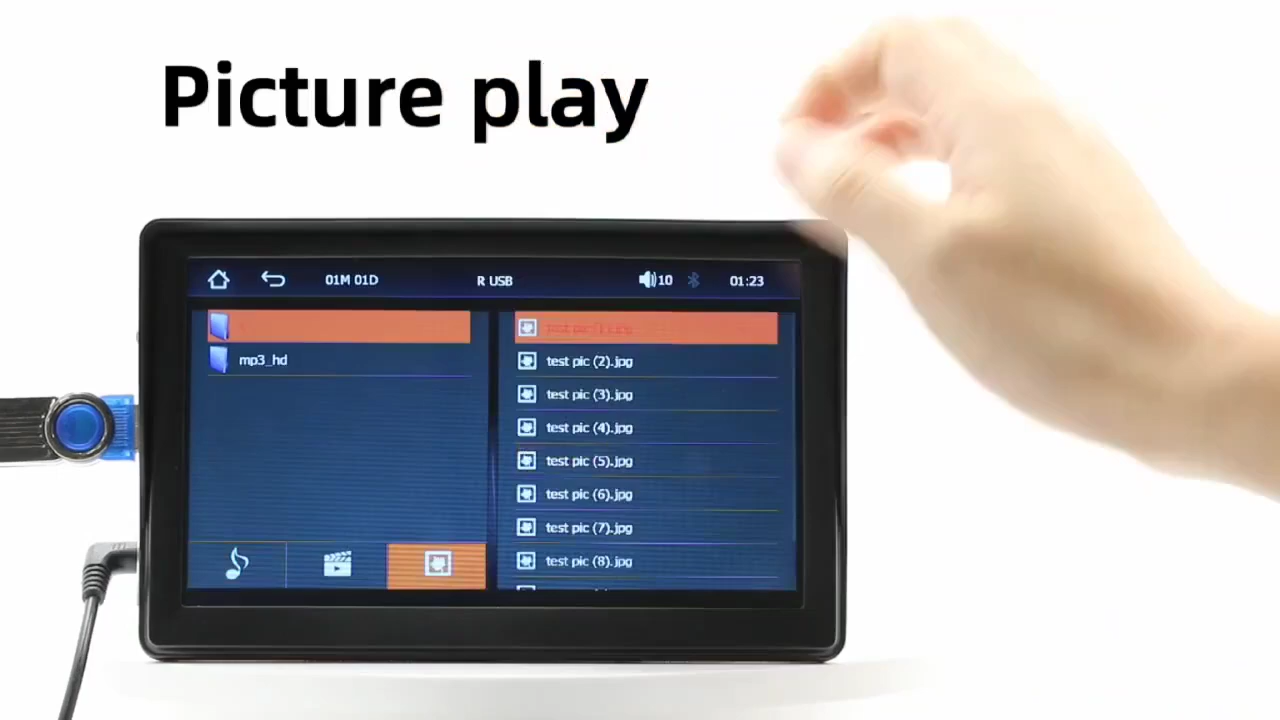 Picture play
01M 01D R USB 10 01:23
mp3_hd
test pic (2).jpg
test pic (3).jpg
test pic (4).jpg
test pic (5).jpg
test pic (6).jpg
test pic (7).jpg
test pic (8).jpg